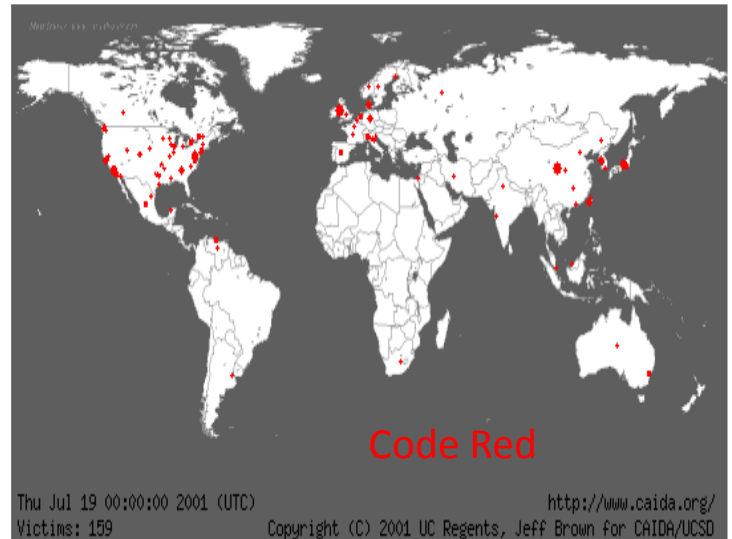 Code Red
Thu Jul 19 00:00:00 2001 (UTC)
http://www.caida.org/
Victims: 159
Copyright (C) 2001 UC Regents, Jeff Brown for CAIDA/UCSD